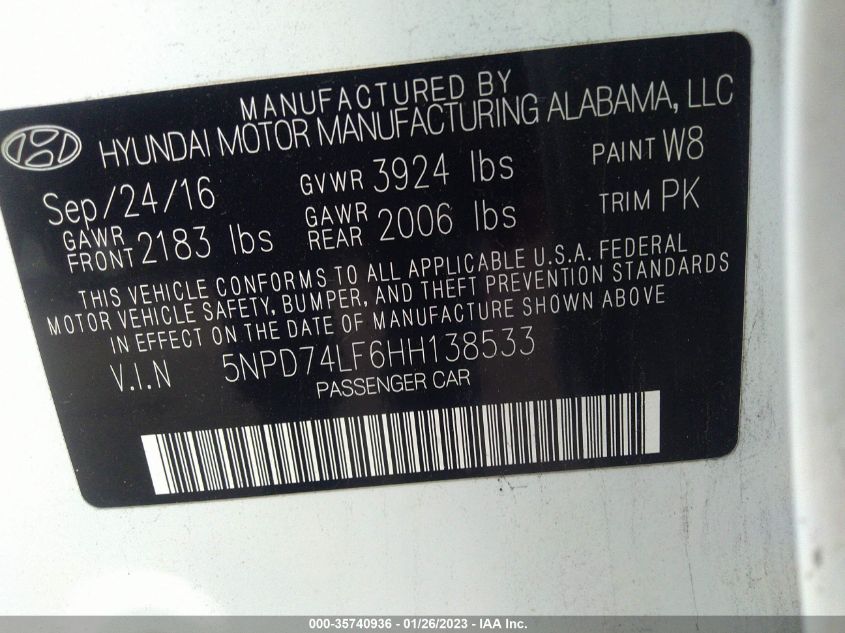 MANUFACTURED BY
HYUNDAI MOTOR MANUFACTURING ALABAMA, LLC
Sep/24/16 GVWR 3924 lbs PAINT W8
GAWR FRONT 2183 lbs GAWR REAR 2006 lbs TRIM PK
THIS VEHICLE CONFORMS TO ALL APPLICABLE U.S.A. FEDERAL
MOTOR VEHICLE SAFETY, BUMPER, AND THEFT PREVENTION STANDARDS
IN EFFECT ON THE DATE OF MANUFACTURE SHOWN ABOVE
V.I.N 5NPD74LF6HH138533
PASSENGER CAR
000-35740936 - 01/26/2023 - IAA Inc.